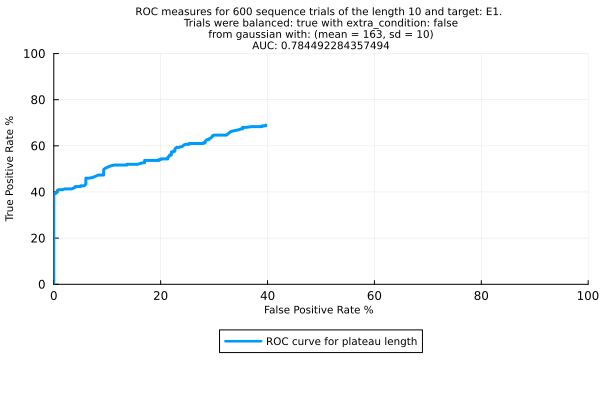 ROC measures for 600 sequence trials of the length 10 and target: E1.
Trials were balanced: true with extra_condition: false
from gaussian with: (mean = 163, sd = 10)
AUC: 0.784492284357494
100
80
60
40
20
0
True Positive Rate %
0 20 40 60 80 100
False Positive Rate %
ROC curve for plateau length